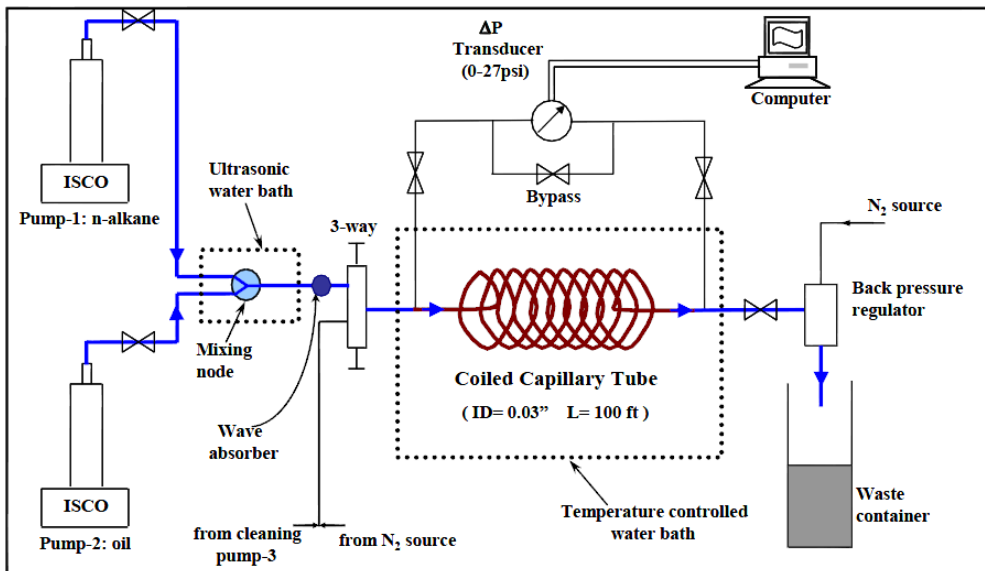 ΔP
Transducer
(0-27psi)
Computer
ISCO
Pump-1: n-alkane
Ultrasonic
water bath
Bypass
3-way
N2 source
Back pressure
regulator
Mixing
node
Coiled Capillary Tube
( ID= 0.03” L= 100 ft )
Wave
absorber
ISCO
Pump-2: oil
from cleaning
pump-3
from N2 source
Temperature controlled
water bath
Waste
container